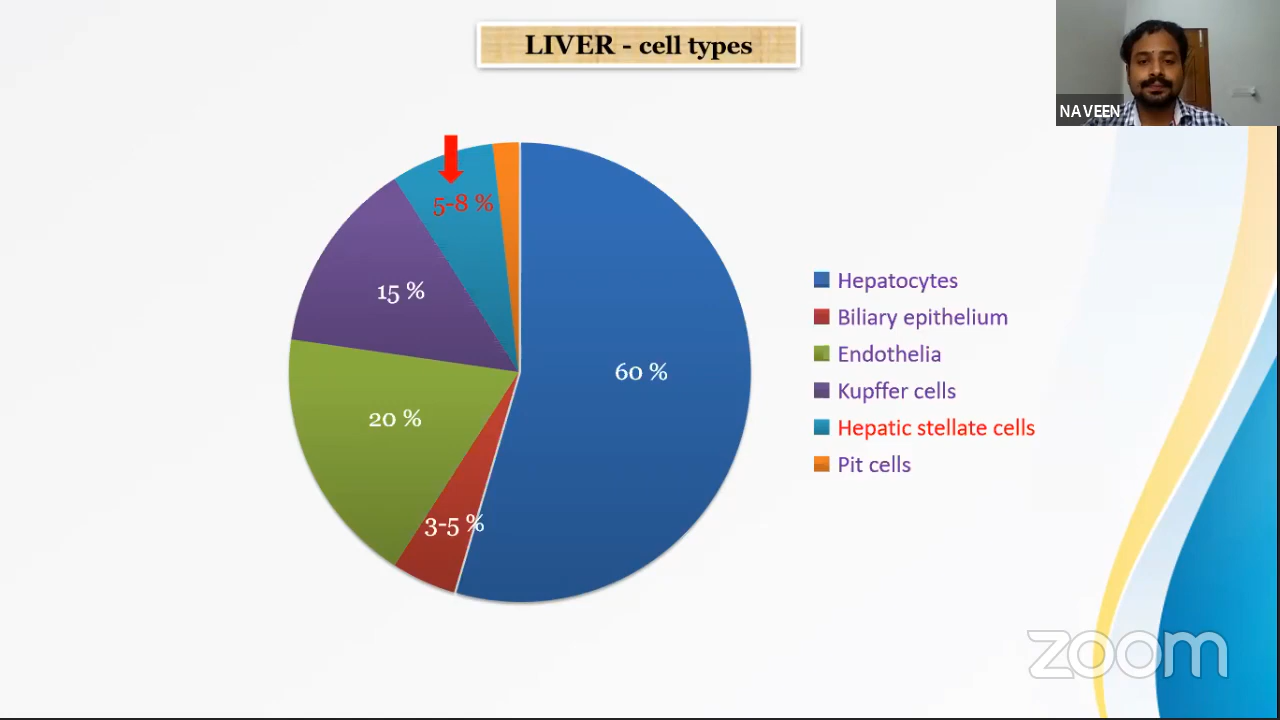 LIVER - cell types
NAVEEN
5-8 %
15 %
60 %
20 %
3-5 %
Hepatocytes
Biliary epithelium
Endothelia
Kupffer cells
Hepatic stellate cells
Pit cells
zoom